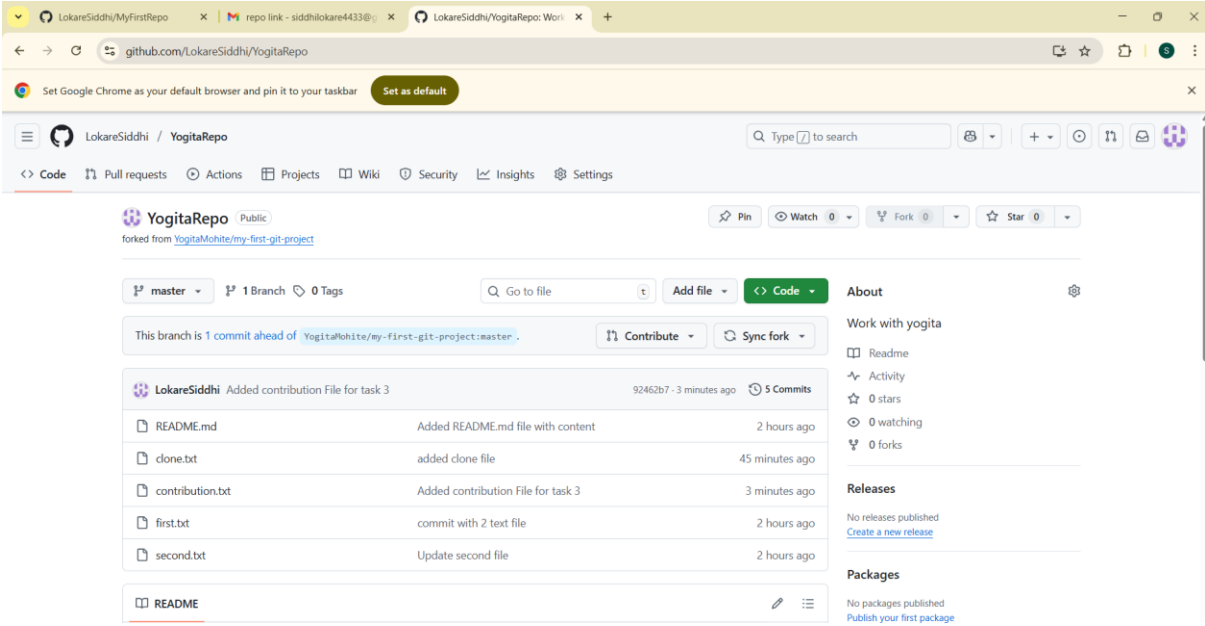 LokareSiddhi/MyFirstRepo
repo link - siddhilokare4433@g
LokareSiddhi/YogitaRepo: Work
github.com/LokareSiddhi/YogitaRepo
S
Set Google Chrome as your default browser and pin it to your taskbar
Set as default
LokareSiddhi / YogitaRepo
Type / to search
<> Code
Pull requests
Actions
Projects
Wiki
Security
Insights
Settings
YogitaRepo Public
Pin
Watch 0
Fork 0
Star 0
forked from YogitaMohite/my-first-git-project
master
1 Branch
0 Tags
Go to file t
Add file
<> Code
This branch is 1 commit ahead of YogitaMohite/my-first-git-project:master .
Contribute
Sync fork
LokareSiddhi Added contribution File for task 3 92462b7 · 3 minutes ago 5 Commits
README.md Added README.md file with content 2 hours ago
clone.txt added clone file 45 minutes ago
contribution.txt Added contribution File for task 3 3 minutes ago
first.txt commit with 2 text file 2 hours ago
second.txt Update second file 2 hours ago
README
About
Work with yogita
Readme
Activity
0 stars
0 watching
0 forks
Releases
No releases published
Create a new release
Packages
No packages published
Publish your first package